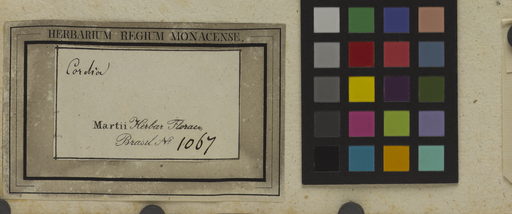 HERBARIUM REGIUM MONACENSE.
Cordia
Martii Herbar. Florae
Brasil. No. 1067